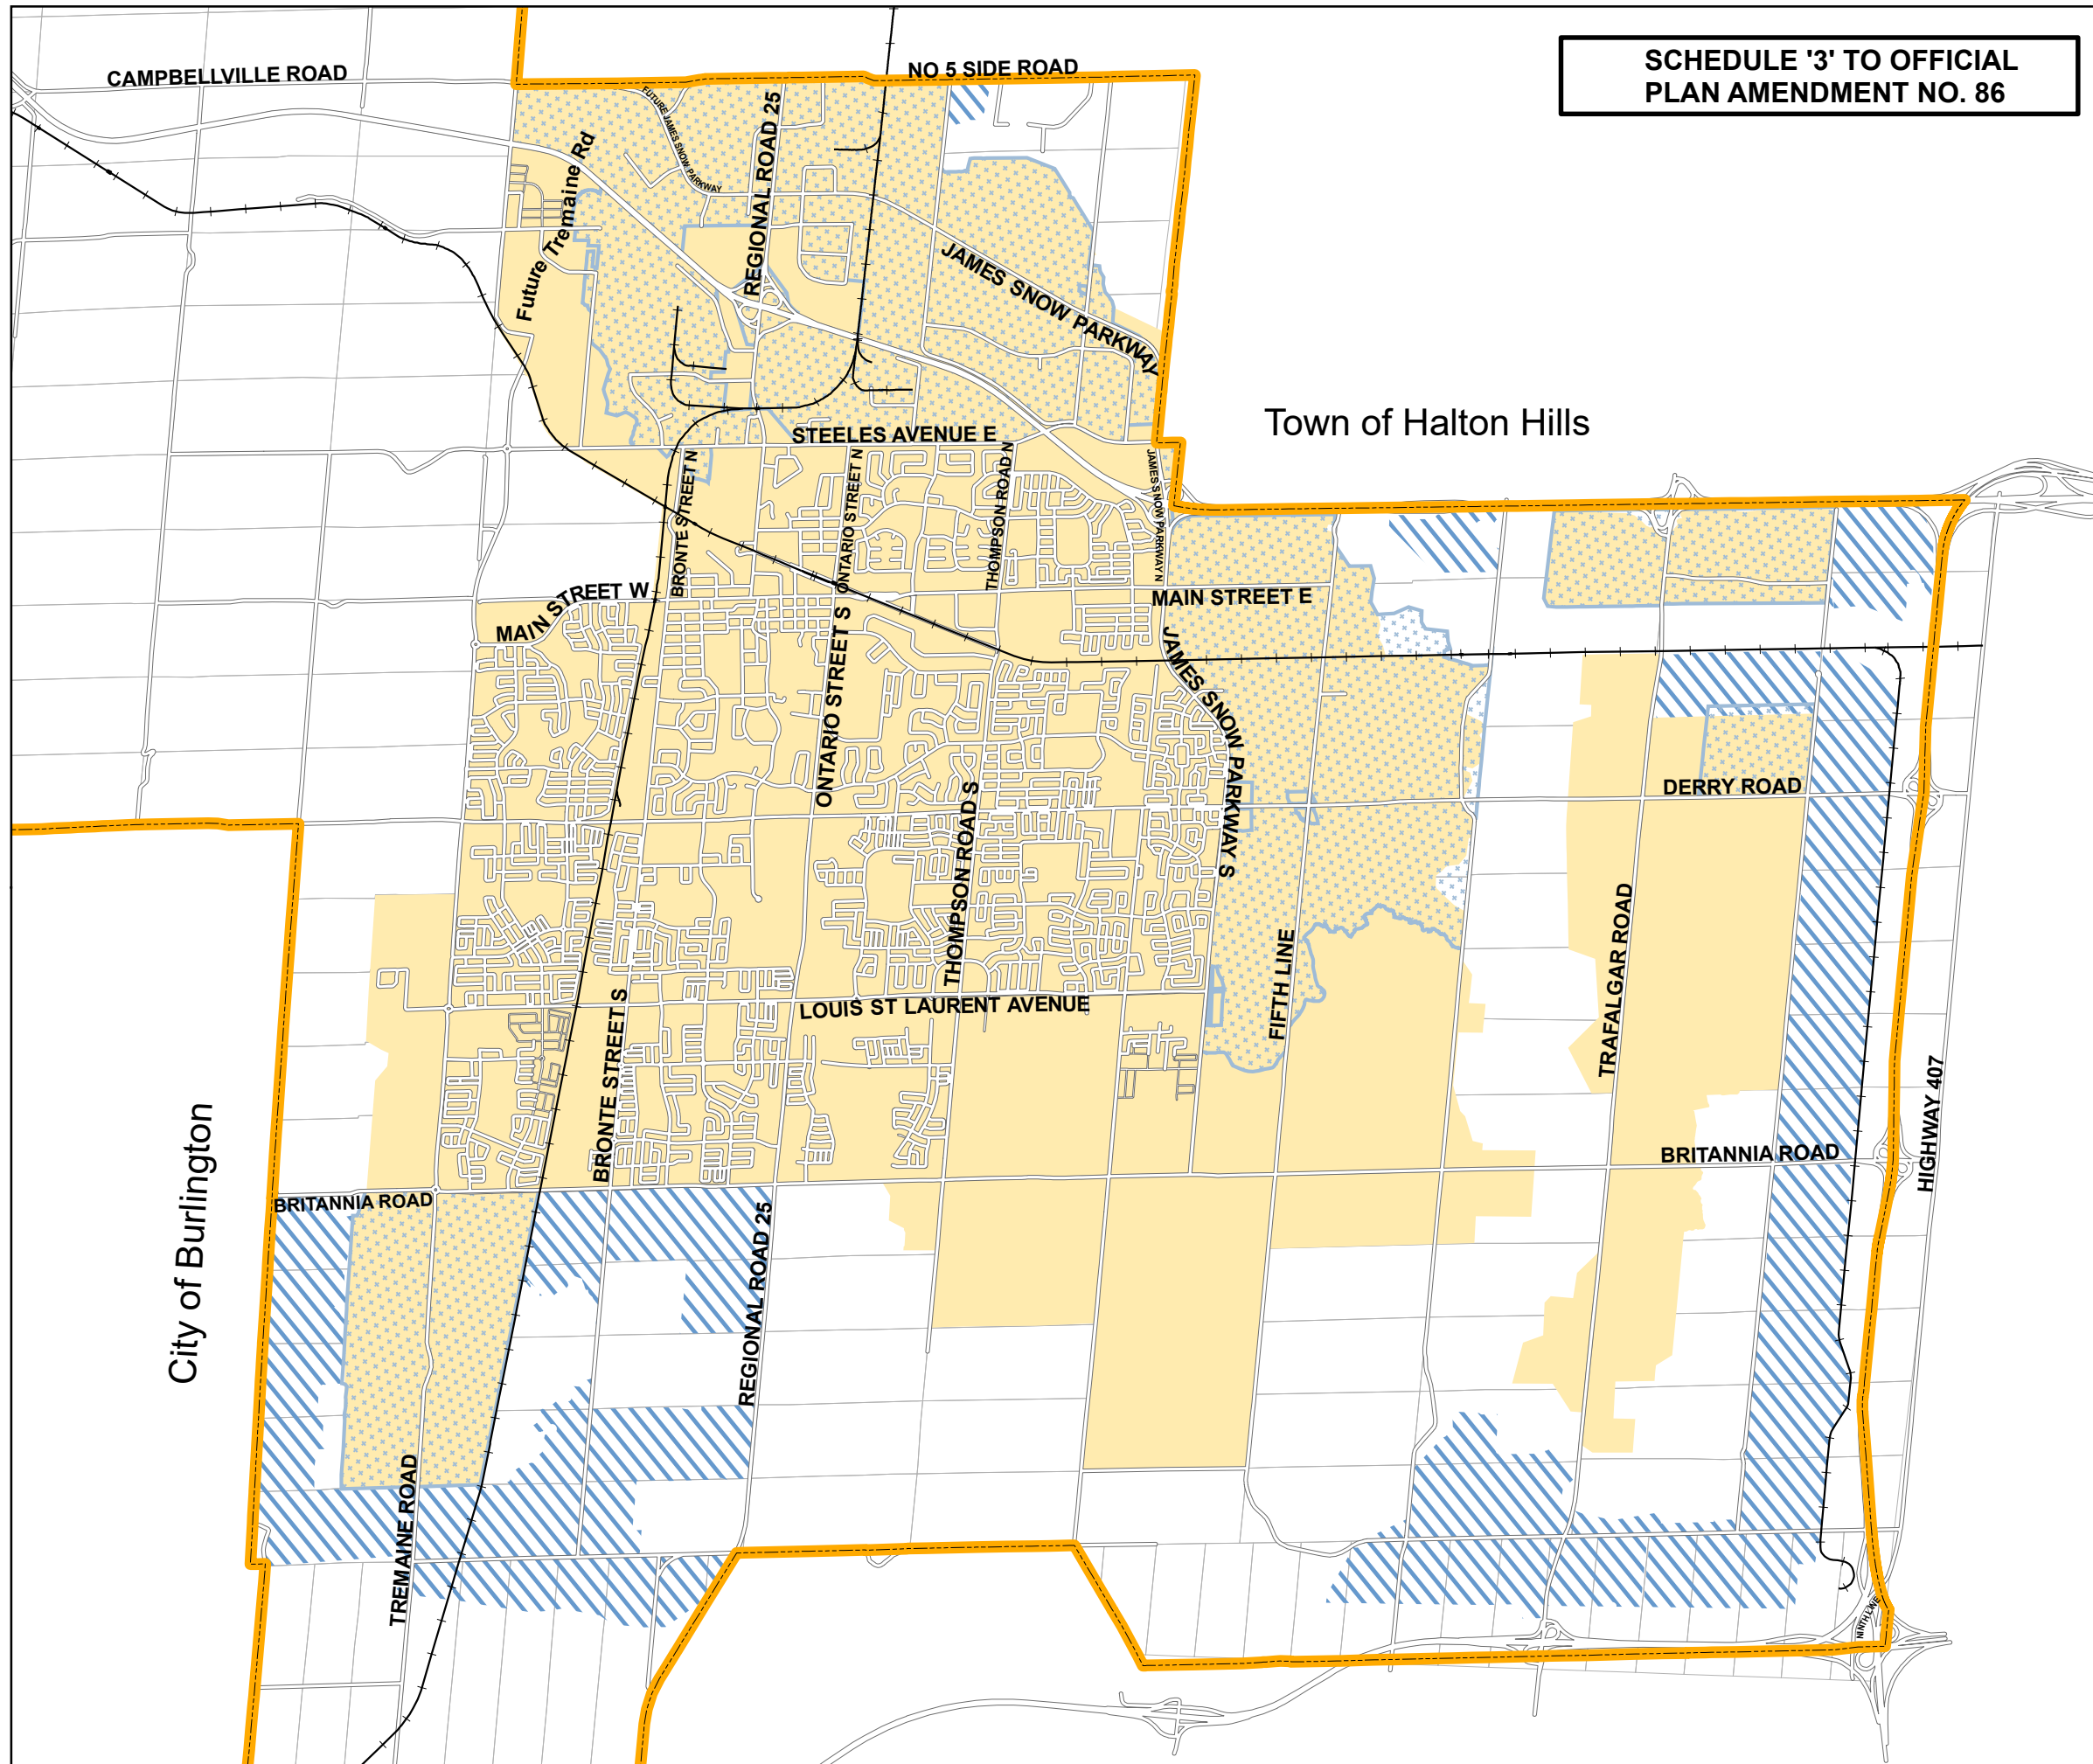 SCHEDULE '3' TO OFFICIAL
PLAN AMENDMENT NO. 86
CAMPBELLVILLE ROAD
NO 5 SIDE ROAD
FUTURE JAMES SNOW PARKWAY
REGIONAL ROAD 25
Future Tremaine Rd
JAMES SNOW PARKWAY
Town of Halton Hills
STEELES AVENUE E
BRONTE STREET N
ONTARIO STREET N
THOMPSON ROAD N
JAMES SNOW PARKWAY N
MAIN STREET W
MAIN STREET E
ONTARIO STREET S
JAMES SNOW PARKWAY S
DERRY ROAD
THOMPSON ROAD S
TRAFALGAR ROAD
FIFTH LINE
LOUIS ST LAURENT AVENUE
BRONTE STREET S
HIGHWAY 407
City of Burlington
BRITANNIA ROAD
BRITANNIA ROAD
REGIONAL ROAD 25
TREMAINE ROAD
NINTH LINE